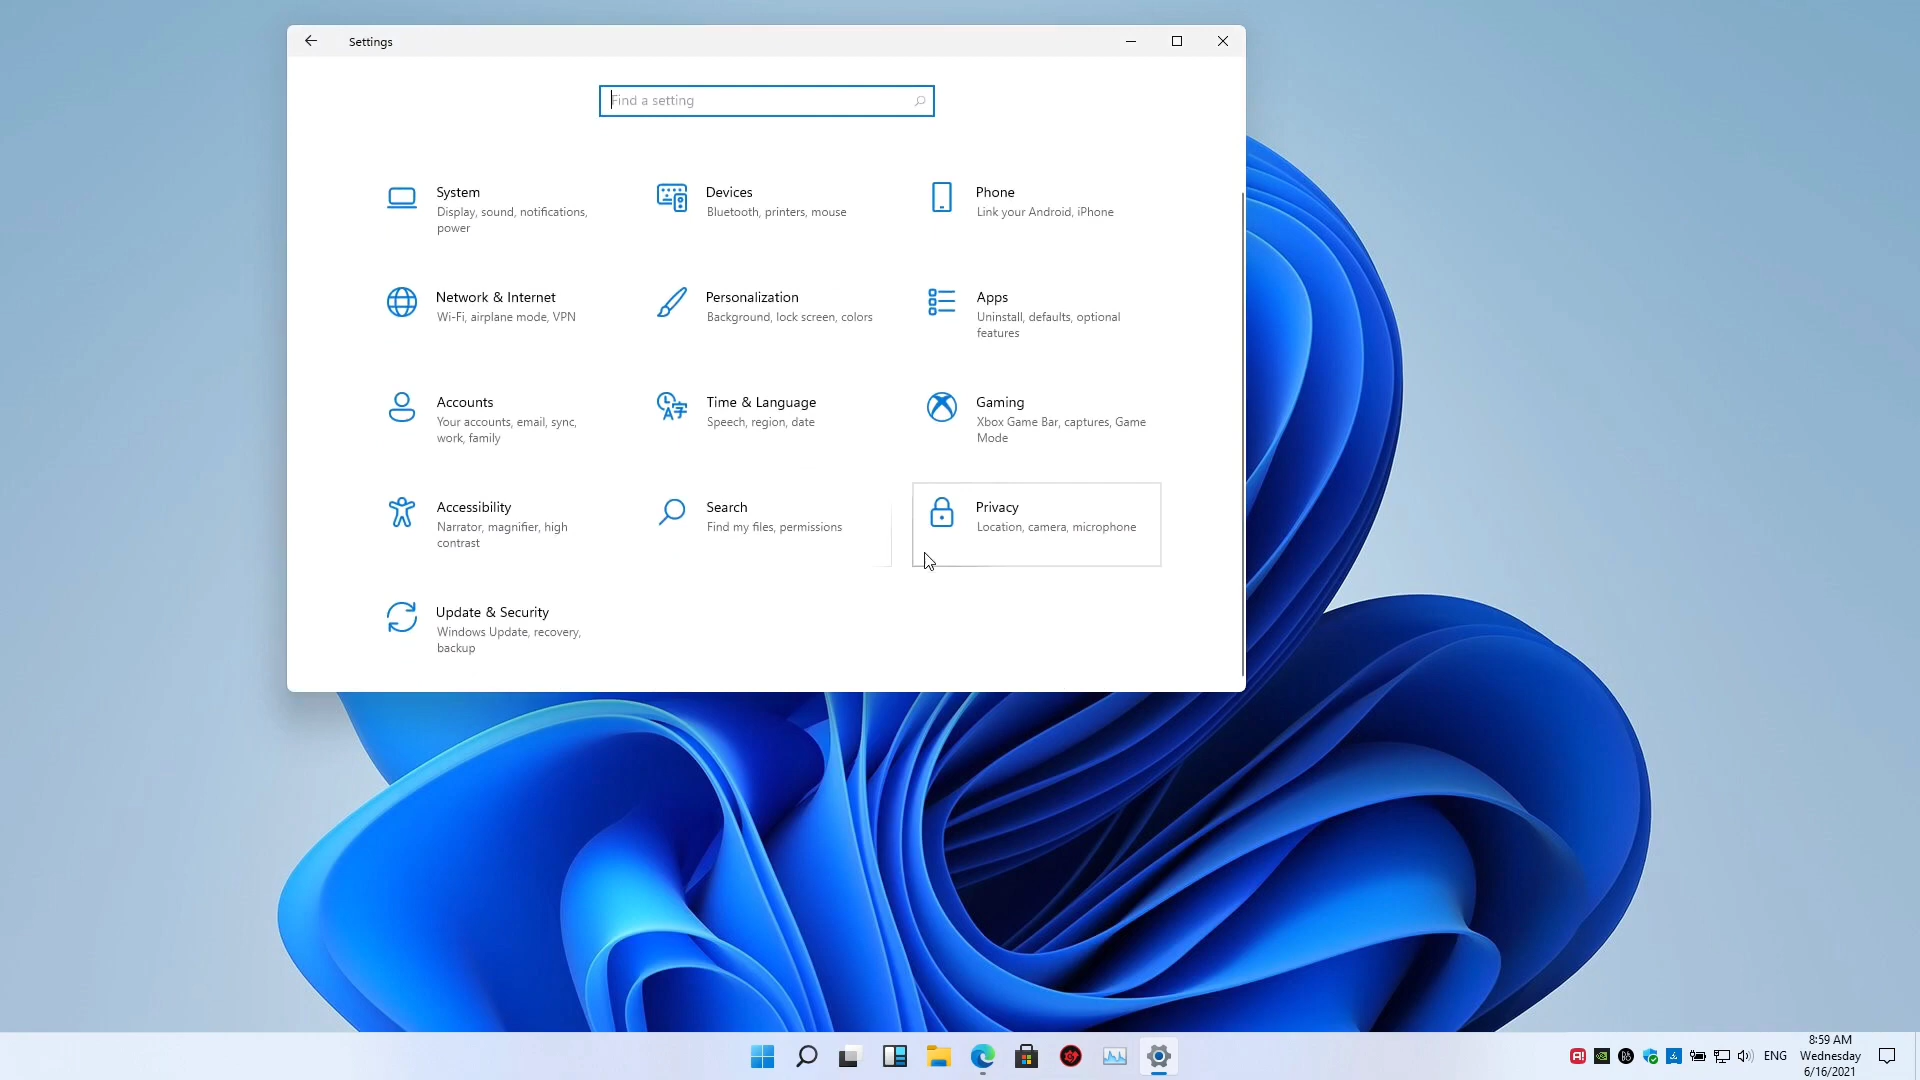 Settings
Find a setting
System
Display, sound, notifications,
power
Devices
Bluetooth, printers, mouse
Phone
Link your Android, iPhone
Network & Internet
Wi-Fi, airplane mode, VPN
Personalization
Background, lock screen, colors
Apps
Uninstall, defaults, optional
features
Accounts
Your accounts, email, sync,
work, family
Time & Language
Speech, region, date
Gaming
Xbox Game Bar, captures, Game
Mode
Accessibility
Narrator, magnifier, high
contrast
Search
Find my files, permissions
Privacy
Location, camera, microphone
Update & Security
Windows Update, recovery,
backup
ENG
8:59 AM
Wednesday
6/16/2021